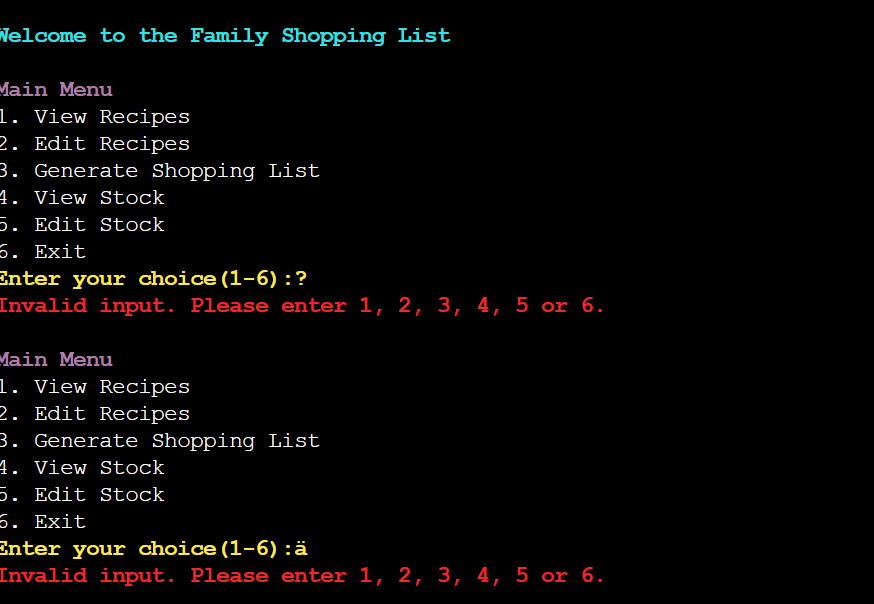 Welcome to the Family Shopping List
Main Menu
1. View Recipes
2. Edit Recipes
3. Generate Shopping List
4. View Stock
5. Edit Stock
6. Exit
Enter your choice(1-6):?
Invalid input. Please enter 1, 2, 3, 4, 5 or 6.
Main Menu
1. View Recipes
2. Edit Recipes
3. Generate Shopping List
4. View Stock
5. Edit Stock
6. Exit
Enter your choice(1-6):ä
Invalid input. Please enter 1, 2, 3, 4, 5 or 6.